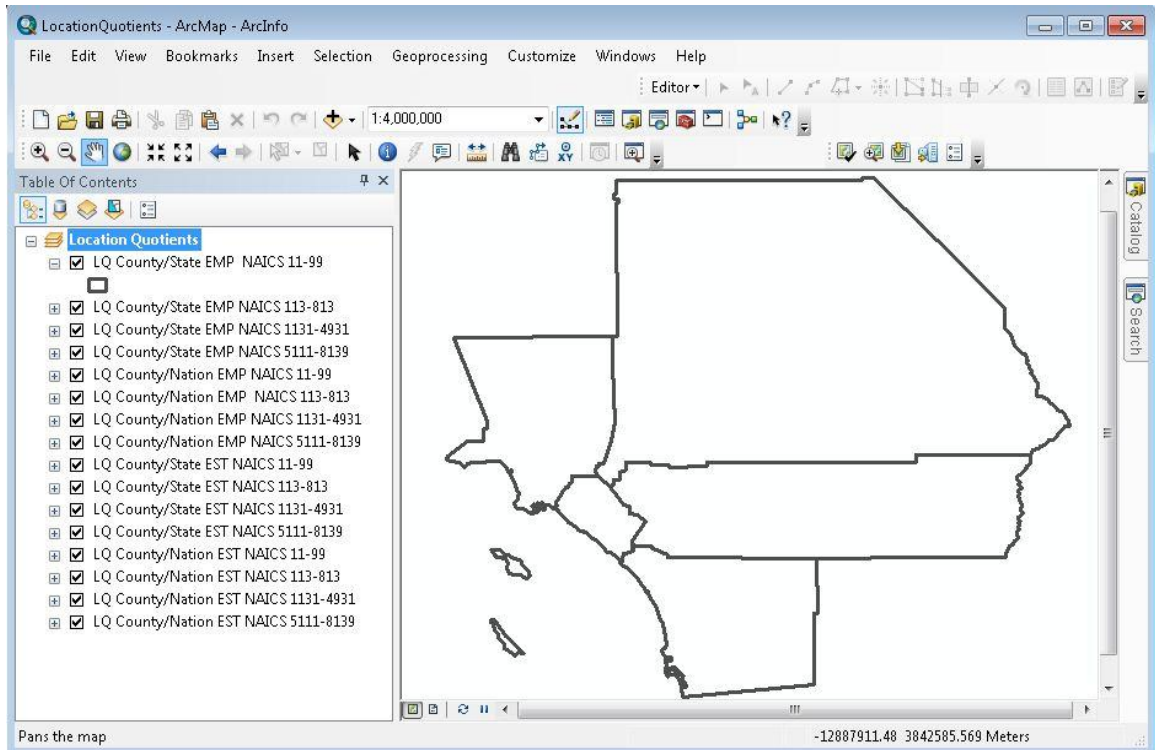 LocationQuotients - ArcMap - ArcInfo
File Edit View Bookmarks Insert Selection Geoprocessing Customize Windows Help
Editor
1:4,000,000
Table Of Contents
Location Quotients
LQ County/State EMP  NAICS 11-99
LQ County/State EMP NAICS 113-813
LQ County/State EMP NAICS 1131-4931
LQ County/State EMP NAICS 5111-8139
LQ County/Nation EMP NAICS 11-99
LQ County/Nation EMP  NAICS 113-813
LQ County/Nation EMP NAICS 1131-4931
LQ County/Nation EMP NAICS 5111-8139
LQ County/State EST NAICS 11-99
LQ County/State EST NAICS 113-813
LQ County/State EST NAICS 1131-4931
LQ County/State EST NAICS 5111-8139
LQ County/Nation EST NAICS 11-99
LQ County/Nation EST NAICS 113-813
LQ County/Nation EST NAICS 1131-4931
LQ County/Nation EST NAICS 5111-8139
Catalog
Search
Pans the map
-12887911.48 3842585.569 Meters